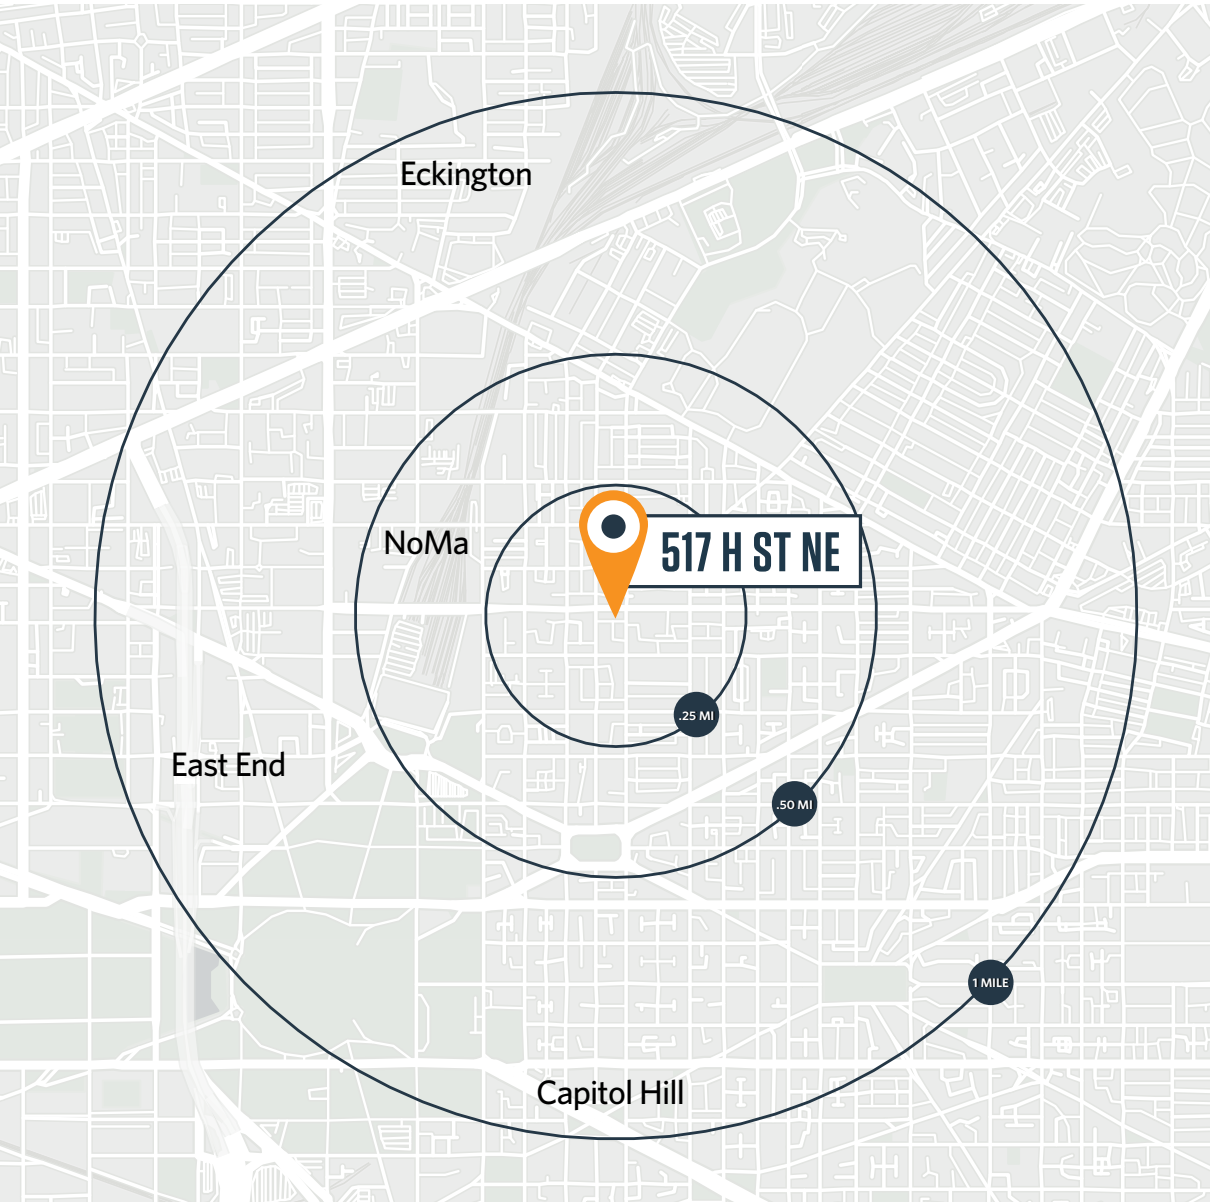 Eckington
NoMa
517 H ST NE
.25 MI
East End
.50 MI
1 MILE
Capitol Hill